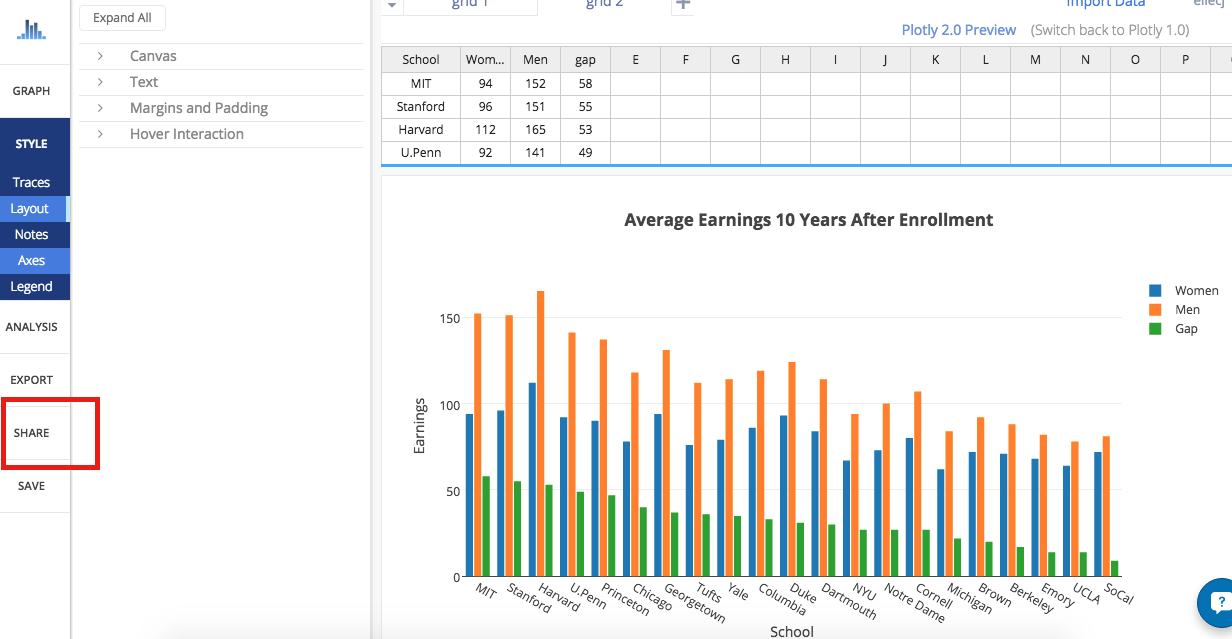 Expand All
Canvas
Text
Margins and Padding
Hover Interaction
GRAPH
STYLE
Traces
Layout
Notes
Axes
Legend
ANALYSIS
EXPORT
SHARE
SAVE
grid 1 grid 2 Import Data
Plotly 2.0 Preview (Switch back to Plotly 1.0)
School Wom... Men gap E F G H I J K L M N O P
MIT 94 152 58
Stanford 96 151 55
Harvard 112 165 53
U.Penn 92 141 49
Average Earnings 10 Years After Enrollment
Women
Men
Gap
150
100
50
0
Earnings
MIT Stanford Harvard U.Penn Princeton Chicago Georgetown Tufts Yale Columbia Duke Dartmouth NYU Notre Dame Cornell Michigan Brown Berkeley Emory UCLA SoCal
School
?